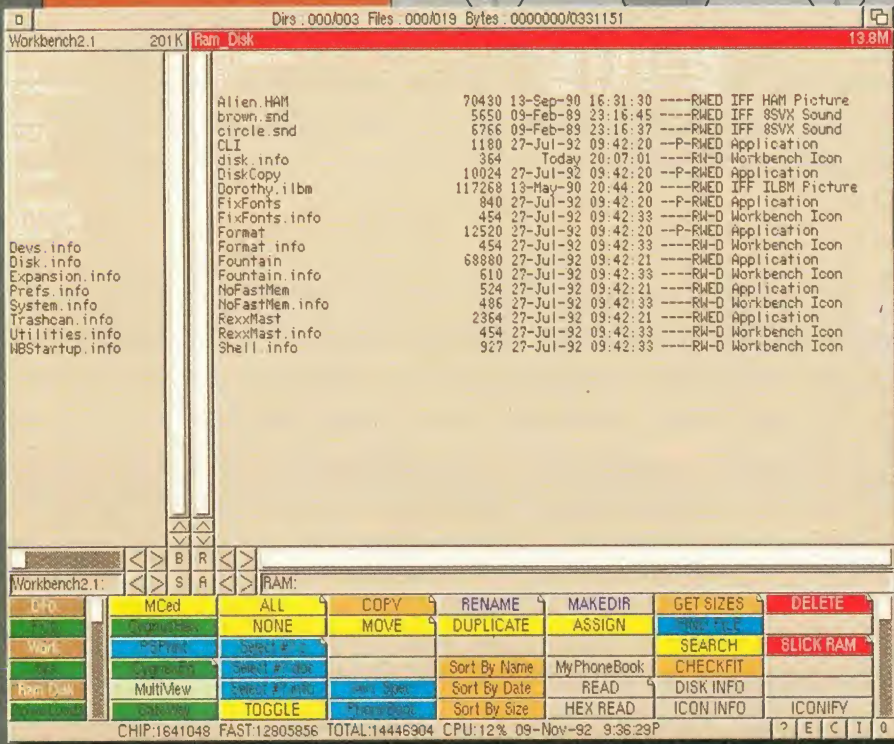 Dirs : 000/003 Files : 000/019 Bytes : 0000000/0331151
Workbench2.1 201K Ram_Disk 13.8M
Alien.HAM 70430 13-Sep-90 16:31:30 ----RWED IFF HAM Picture
brown.snd 5650 09-Feb-89 23:16:45 ----RWED IFF 8SVX Sound
circle.snd 6766 09-Feb-89 23:16:37 ----RWED IFF 8SVX Sound
CLI 1180 27-Jul-92 09:42:20 --P-RWED Application
disk.info 364 Today 20:07:01 ----RW-D Workbench Icon
DiskCopy 10024 27-Jul-92 09:42:20 --P-RWED Application
Dorothy.ilbm 117268 13-May-90 20:44:20 ----RWED IFF ILBM Picture
FixFonts 840 27-Jul-92 09:42:20 --P-RWED Application
FixFonts.info 454 27-Jul-92 09:42:33 ----RW-D Workbench Icon
Format 12520 27-Jul-92 09:42:20 --P-RWED Application
Format.info 454 27-Jul-92 09:42:33 ----RW-D Workbench Icon
Fountain 68880 27-Jul-92 09:42:21 ----RWED Application
Fountain.info 610 27-Jul-92 09:42:33 ----RW-D Workbench Icon
NoFastMem 524 27-Jul-92 09:42:21 ----RWED Application
NoFastMem.info 486 27-Jul-92 09:42:33 ----RW-D Workbench Icon
RexxMast 2364 27-Jul-92 09:42:21 ----RWED Application
RexxMast.info 454 27-Jul-92 09:42:33 ----RW-D Workbench Icon
Shell.info 927 27-Jul-92 09:42:33 ----RW-D Workbench Icon
Devs.info
Disk.info
Expansion.info
Prefs.info
System.info
Trashcan.info
Utilities.info
WBStartup.info
B R
S A
Workbench2.1: RAM:
MCed ALL COPY RENAME MAKEDIR GET SIZES DELETE
NONE MOVE DUPLICATE ASSIGN
Work: SEARCH SLICK RAM
Sort By Name MyPhoneBook CHECKFIT
Ram Disk MultiView Sort By Date READ DISK INFO
TOGGLE Sort By Size HEX READ ICON INFO ICONIFY
CHIP:1641048 FAST:12805856 TOTAL:14446904 CPU:12% 09-Nov-92 9:36:29P ? E C I Q